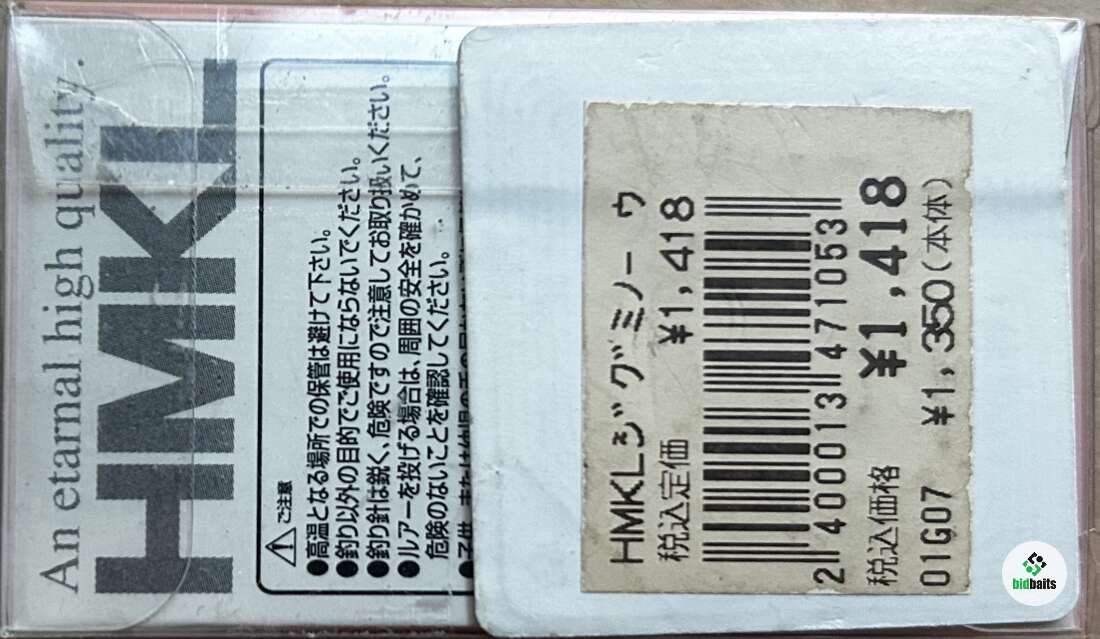 An etarnal high quality.
HMKL
ご注意
●高温となる場所での保管は避けて下さい。
●釣り以外の目的でご使用にならないでください。
●釣り針は鋭く、危険ですので注意してお取り扱いください。
●ルアーを投げる場合は、周囲の安全を確かめて、
危険のないことを確認してください。
HMKLジグミノーウ
税込定価 ¥1,418
2400013471053
税込価格 ¥1,418
01G07 ¥1,350(本体)
bidbaits